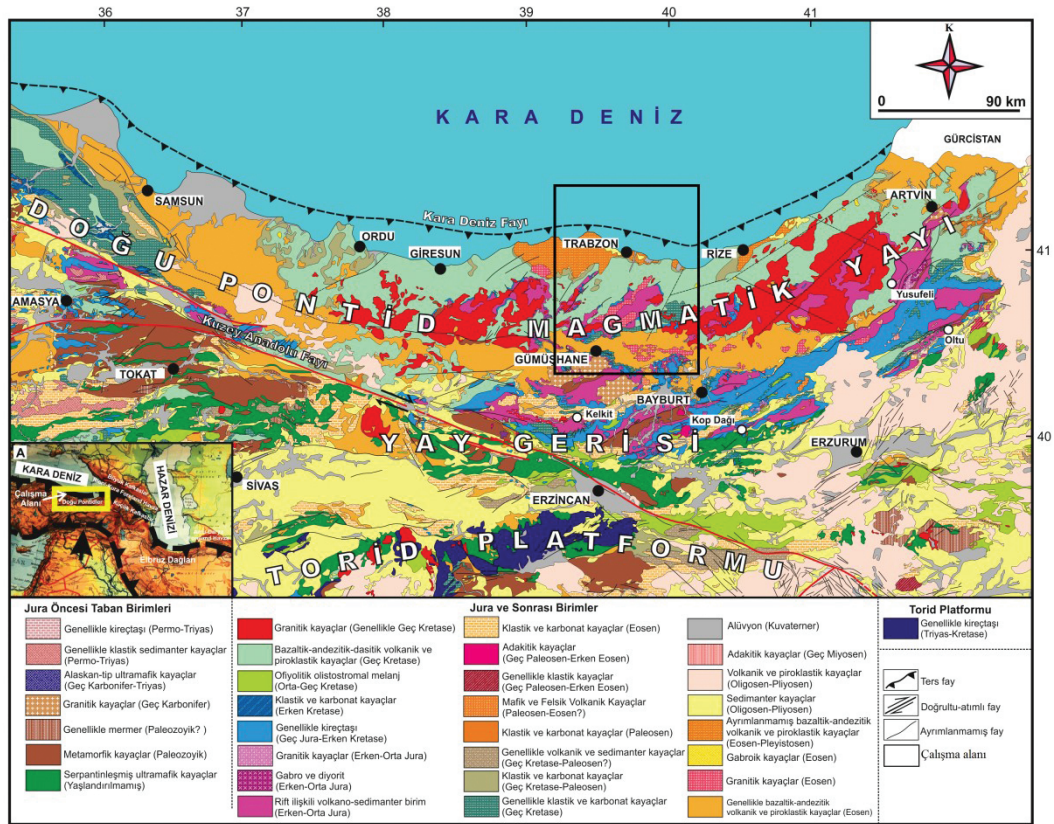 36
37
38
39
40
41
K
0
90 km
KARA DENİZ
GÜRCİSTAN
SAMSUN
ARTVİN
Kara Deniz Fayı
ORDU
TRABZON
RİZE
41
GİRESUN
DOĞU PONTİD MAGMATİK YAYI
Yusufeli
AMASYA
Kuzey Anadolu Fayı
Oltu
GÜMÜŞHANE
TOKAT
BAYBURT
Kelkit
Kop Dağı
40
YAY GERİSİ
ERZURUM
A
KARA DENİZ
HAZAR DENİZİ
Çalışma
Alanı
Doğu Pontidler
Elbruz Dağları
SİVAS
ERZİNCAN
TORİD PLATFORMU
Jura Öncesi Taban Birimleri
Genellikle kireçtaşı (Permo-Triyas)
Genellikle klastik sedimanter kayaçlar
(Permo-Triyas)
Alaskan-tip ultramafik kayaçlar
(Geç Karbonifer-Triyas)
Granitik kayaçlar (Geç Karbonifer)
Genellikle mermer (Paleozoyik? )
Metamorfik kayaçlar (Paleozoyik)
Serpantinleşmiş ultramafik kayaçlar
(Yaşlandırılmamış)
Jura ve Sonrası Birimler
Granitik kayaçlar (Genellikle Geç Kretase)
Bazaltik-andezitik-dasitik volkanik ve
piroklastik kayaçlar (Geç Kretase)
Ofiyolitik olistostromal melanj
(Orta-Geç Kretase)
Klastik ve karbonat kayaçlar
(Erken Kretase)
Genellikle kireçtaşı
(Geç Jura-Erken Kretase)
Granitik kayaçlar (Erken-Orta Jura)
Gabro ve diyorit
(Erken-Orta Jura)
Rift ilişkili volkano-sedimanter birim
(Erken-Orta Jura)
Klastik ve karbonat kayaçlar (Eosen)
Adakitik kayaçlar
(Geç Paleosen-Erken Eosen)
Genellikle klastik kayaçlar
(Geç Paleosen-Erken Eosen)
Mafik ve Felsik Volkanik Kayaçlar
(Paleosen-Eosen?)
Klastik ve karbonat kayaçlar (Paleosen)
Genellikle volkanik ve sedimanter kayaçlar
(Geç Kretase-Paleosen?)
Klastik ve karbonat kayaçlar
(Geç Kretase-Paleosen)
Genellikle klastik ve karbonat kayaçlar
(Geç Kretase)
Alüvyon (Kuvaterner)
Adakitik kayaçlar (Geç Miyosen)
Volkanik ve piroklastik kayaçlar
(Oligosen-Pliyosen)
Sedimanter kayaçlar
(Oligosen-Pliyosen)
Ayrımlanmamış bazaltik-andezitik
volkanik ve piroklastik kayaçlar
(Eosen-Pleyistosen)
Gabroik kayaçlar (Eosen)
Granitik kayaçlar (Eosen)
Genellikle bazaltik-andezitik
volkanik ve piroklastik kayaçlar (Eosen)
Torid Platformu
Genellikle kireçtaşı
(Triyas-Kretase)
Ters fay
Doğrultu-atımlı fay
Ayrımlanmamış fay
Çalışma alanı